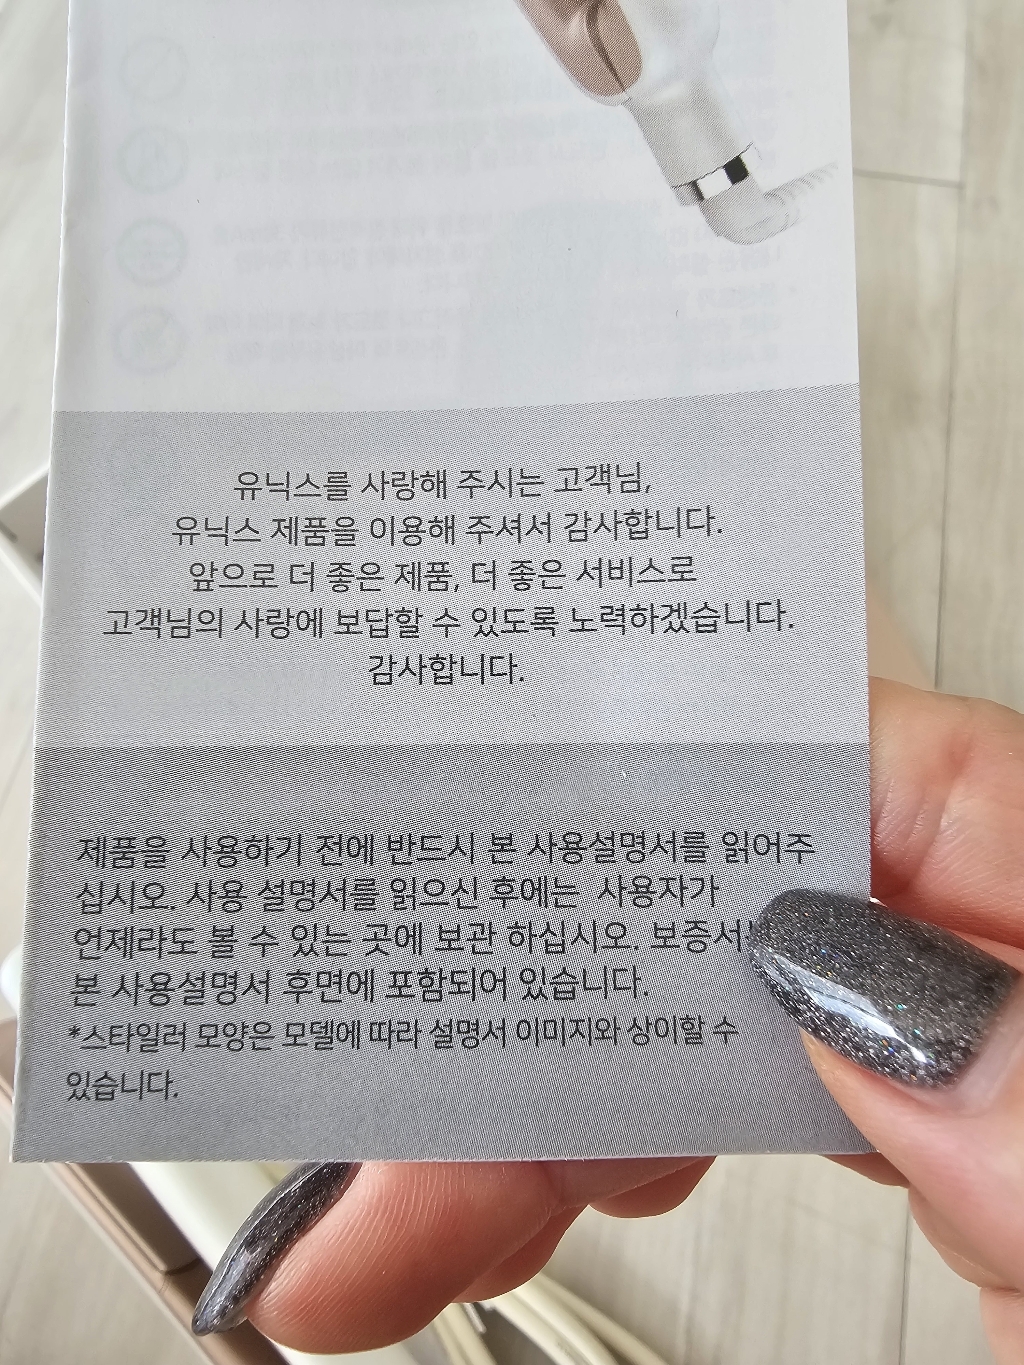 유닉스를 사랑해 주시는 고객님,
유닉스 제품을 이용해 주셔서 감사합니다.
앞으로 더 좋은 제품, 더 좋은 서비스로
고객님의 사랑에 보답할 수 있도록 노력하겠습니다.
감사합니다.
제품을 사용하기 전에 반드시 본 사용설명서를 읽어주
십시오. 사용 설명서를 읽으신 후에는 사용자가
언제라도 볼 수 있는 곳에 보관 하십시오.
본 사용설명서 후면에 포함되어 있습니다.
*스타일러 모양은 모델에 따라 설명서 이미지와 상이할 수
있습니다.